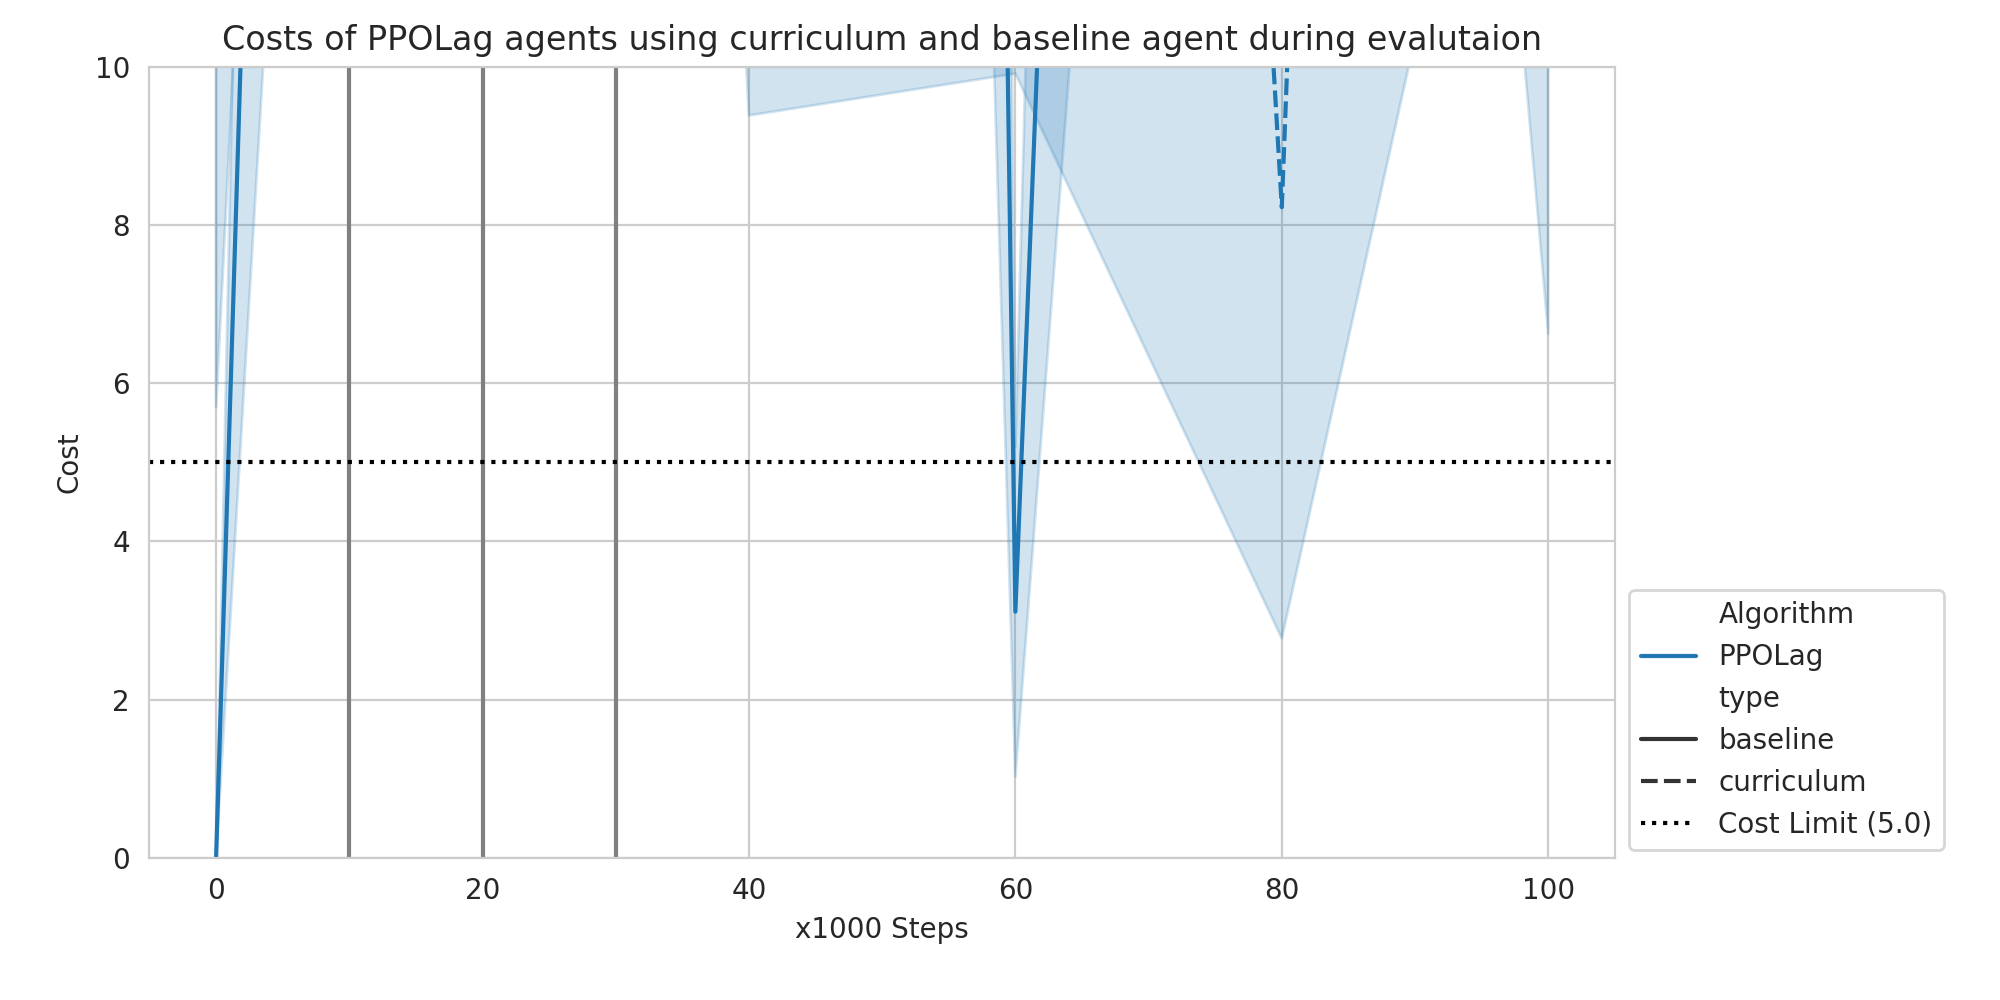 Costs of PPOLag agents using curriculum and baseline agent during evalutaion
10
8
6
4
2
0
Cost
0 20 40 60 80 100
x1000 Steps
Algorithm
PPOLag
type
baseline
curriculum
Cost Limit (5.0)